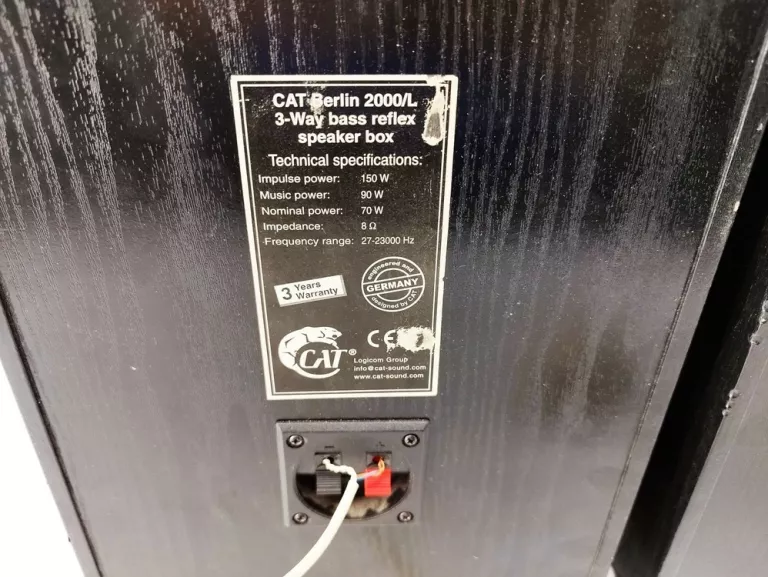 CAT Berlin 2000/L
3-Way bass reflex
speaker box
Technical specifications:
Impulse power: 150 W
Music power: 90 W
Nominal power: 70 W
Impedance: 8 Ω
Frequency range: 27-23000 Hz
3 Years
Warranty
engineered and
GERMANY
designed by CAT
CAT®
CE
Logicom Group
info@cat-sound.com
www.cat-sound.com